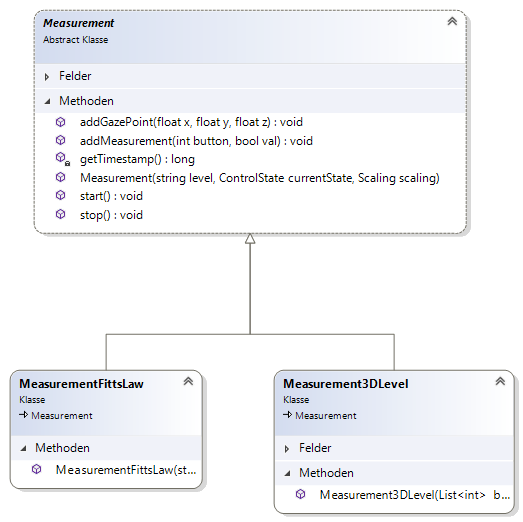 Measurement
Abstract Klasse
Felder
Methoden
addGazePoint(float x, float y, float z) : void
addMeasurement(int button, bool val) : void
getTimestamp() : long
Measurement(string level, ControlState currentState, Scaling scaling)
start() : void
stop() : void
MeasurementFittsLaw
Klasse
Measurement
Methoden
MeasurementFittsLaw(st...
Measurement3DLevel
Klasse
Measurement
Felder
Methoden
Measurement3DLevel(List<int> b...